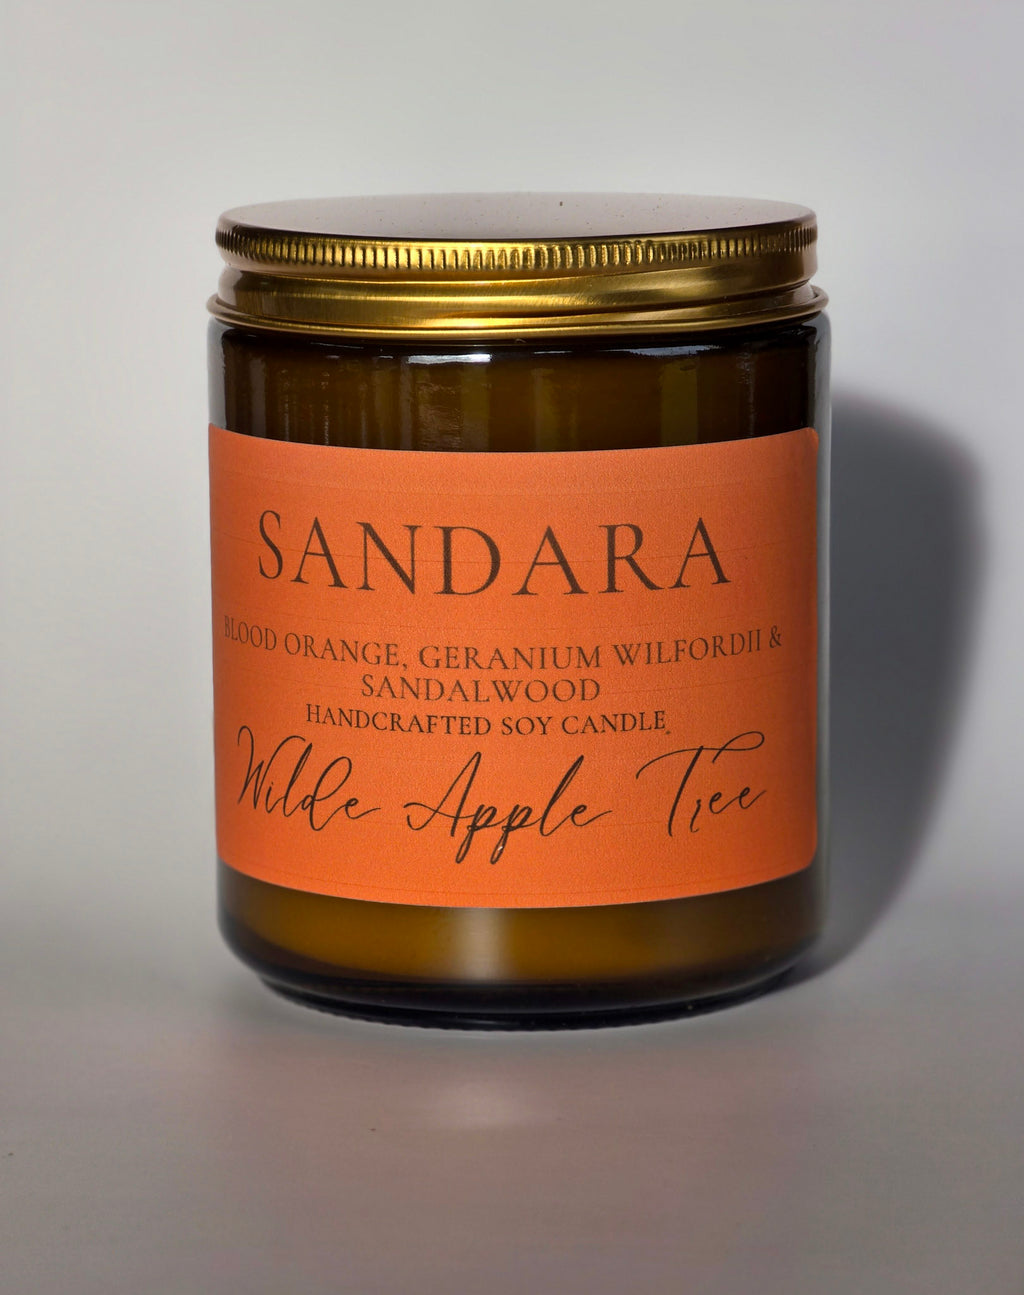 SANDARA
BLOOD ORANGE, GERANIUM WILFORDII &
SANDALWOOD
HANDCRAFTED SOY CANDLE
Wilde Apple Tree